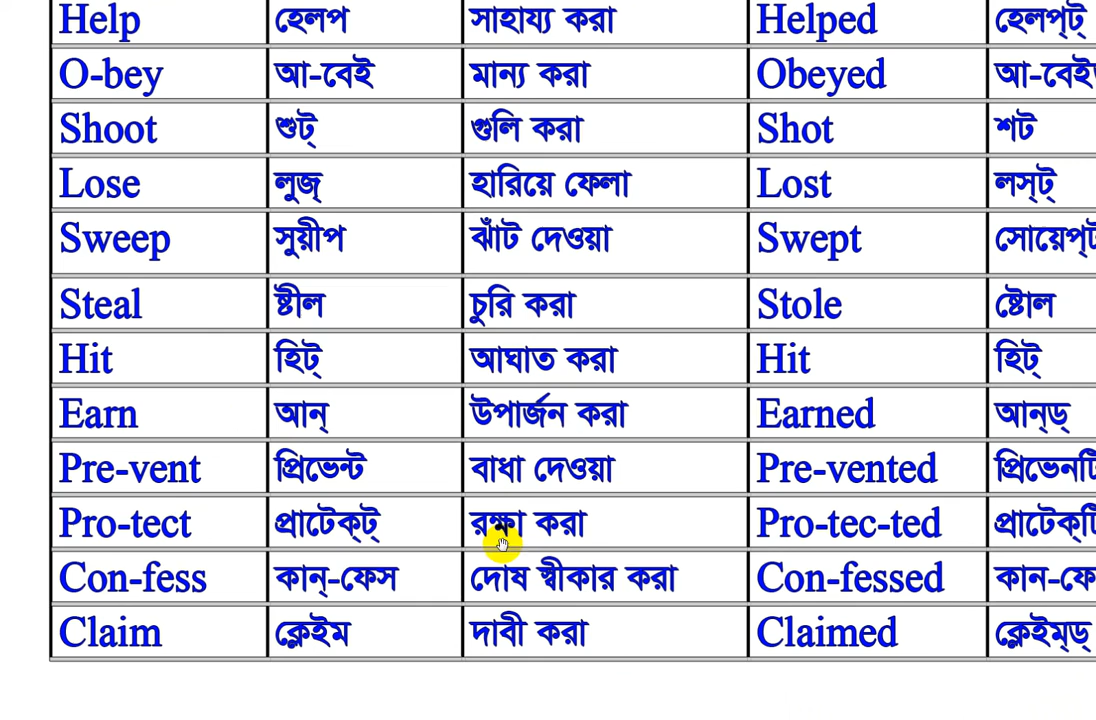 Help হেলপ সাহায্য করা Helped হেলপ্ট্
O-bey আ-বেই মান্য করা Obeyed
Shoot শুট্ গুলি করা Shot শট
Lose লুজ্ হারিয়ে ফেলা Lost লস্ট্
Sweep সুয়ীপ ঝাঁট দেওয়া Swept সোয়েপ্ট
Steal ষ্টীল চুরি করা Stole ষ্টোল
Hit হিট্ আঘাত করা Hit হিট্
Earn আন্ উপার্জন করা Earned আন্ড্
Pre-vent প্রিভেন্ট বাধা দেওয়া Pre-vented
Pro-tect প্রাটেক্ট্ রক্ষা করা Pro-tec-ted
Con-fess কান্-ফেস দোষ স্বীকার করা Con-fessed
Claim ক্লেইম দাবী করা Claimed ক্লেইম্ড্